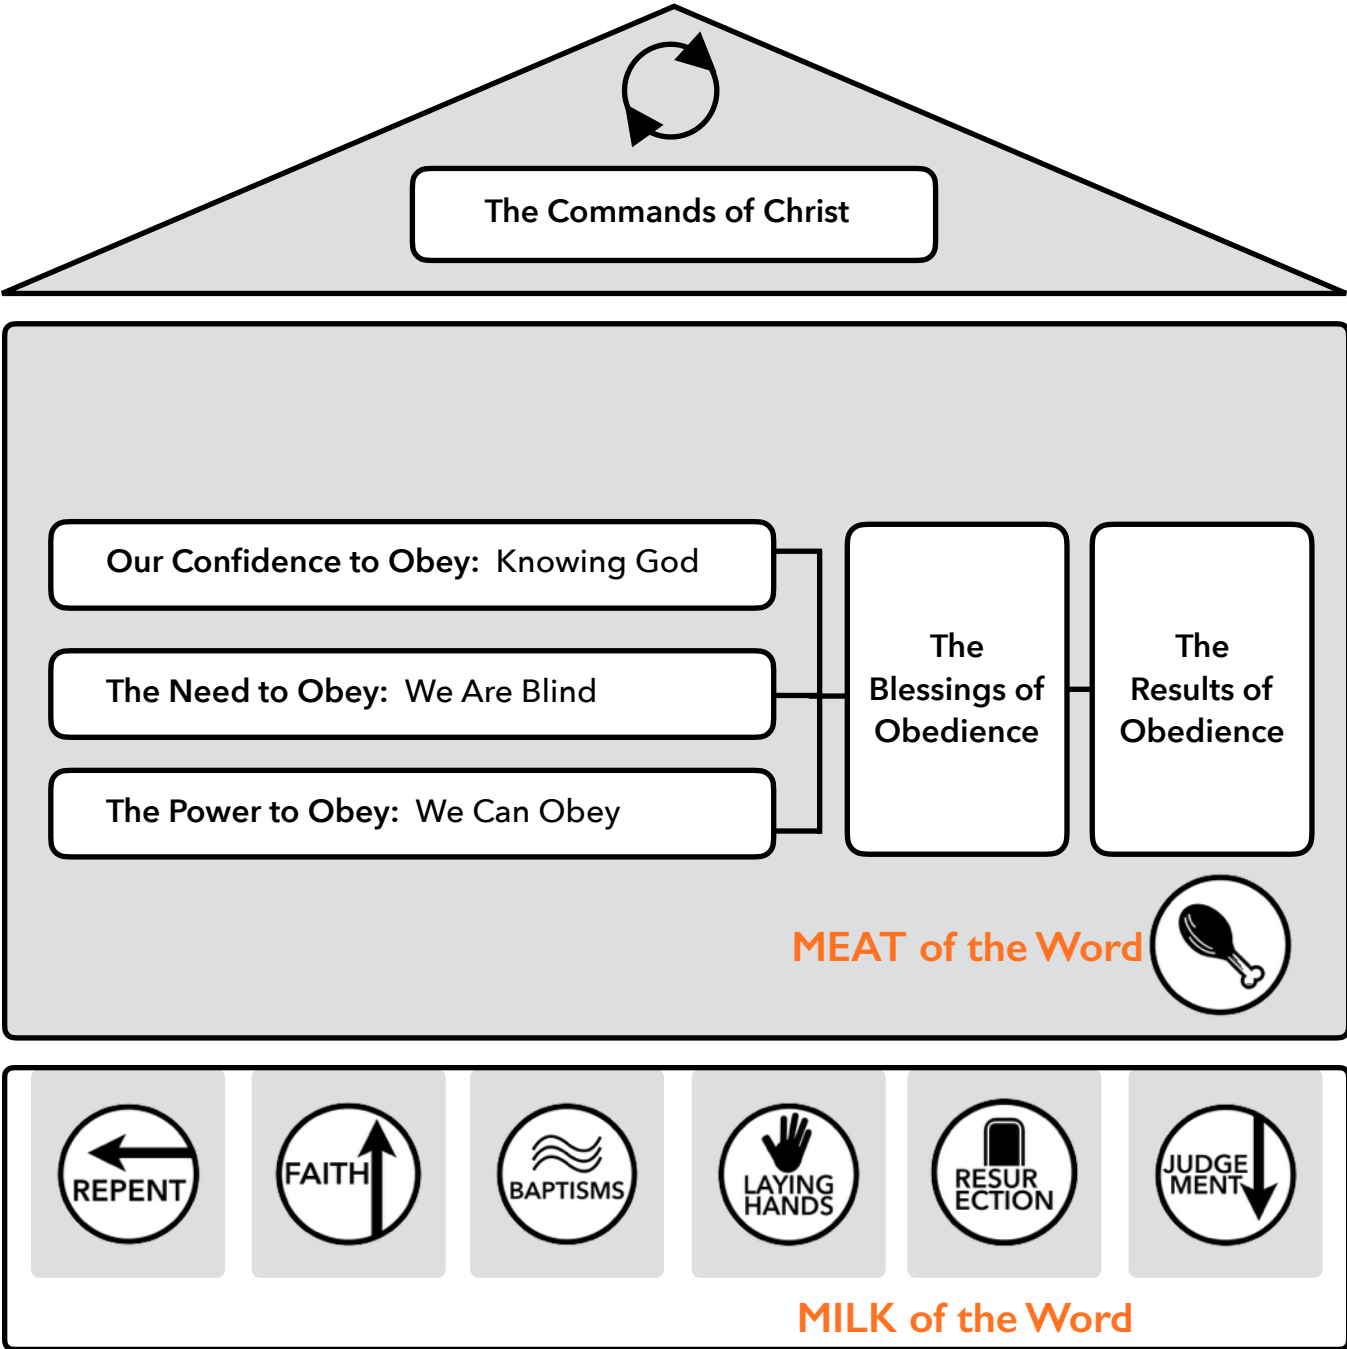 The Commands of Christ
Our Confidence to Obey: Knowing God
The Need to Obey: We Are Blind
The Power to Obey: We Can Obey
The
Blessings of
Obedience
The
Results of
Obedience
MEAT of the Word
REPENT
FAITH
BAPTISMS
LAYING
HANDS
RESUR
ECTION
JUDGE
MENT
MILK of the Word